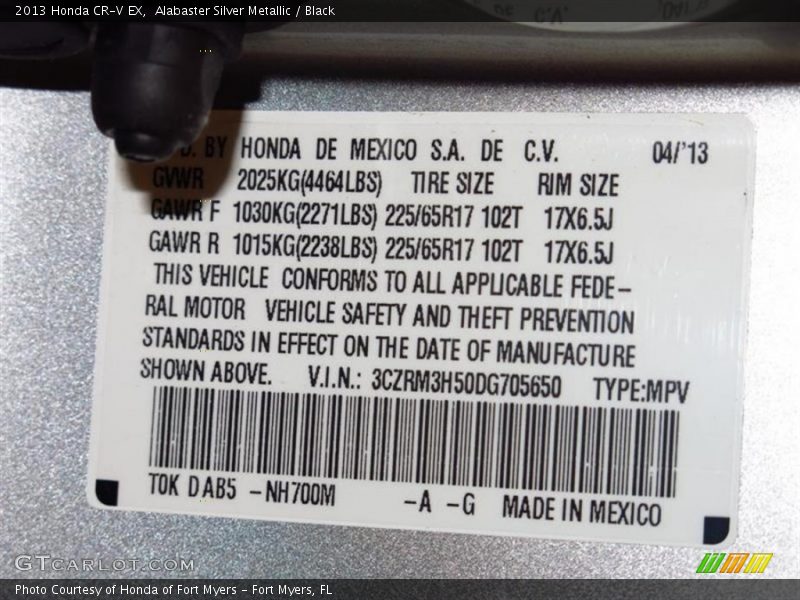 2013 Honda CR-V EX, Alabaster Silver Metallic / Black
D. BY HONDA DE MEXICO S.A. DE C.V. 04/'13
GVWR 2025KG(4464LBS) TIRE SIZE RIM SIZE
GAWR F 1030KG(2271LBS) 225/65R17 102T 17X6.5J
GAWR R 1015KG(2238LBS) 225/65R17 102T 17X6.5J
THIS VEHICLE CONFORMS TO ALL APPLICABLE FEDE-
RAL MOTOR VEHICLE SAFETY AND THEFT PREVENTION
STANDARDS IN EFFECT ON THE DATE OF MANUFACTURE
SHOWN ABOVE. V.I.N.: 3CZRM3H50DG705650 TYPE:MPV
T0K D AB5 -NH700M -A -G MADE IN MEXICO
GTCarLot.com
Photo Courtesy of Honda of Fort Myers - Fort Myers, FL